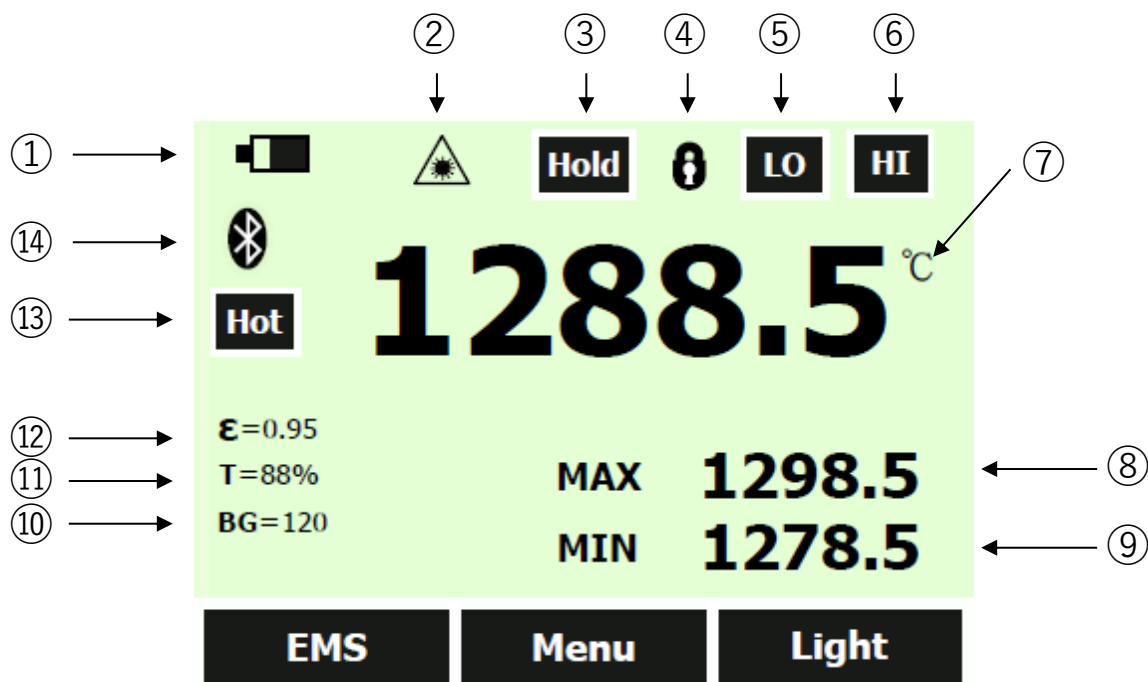 ② ③ ④ ⑤ ⑥
① Hold LO HI ⑦
⑭ 1288.5 ℃
⑬ Hot
⑫ ε=0.95
⑪ T=88% MAX 1298.5 ⑧
⑩ BG=120
MIN 1278.5 ⑨
EMS Menu Light